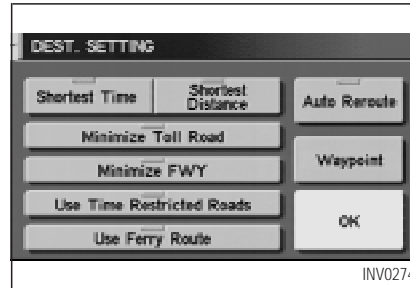 DEST. SETTING
Shortest Time
Shortest
Distance
Auto Reroute
Minimize Toll Road
Minimize FWY
Waypoint
Use Time Restricted Roads
Use Ferry Route
OK
INV0274